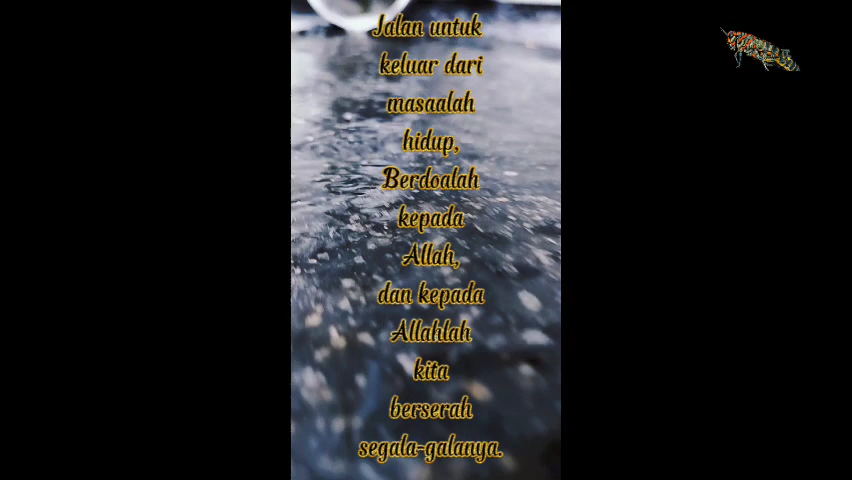 Jalan untuk
keluar dari
masaalah
hidup,
Berdoalah
kepada
Allah,
dan kepada
Allahlah
kita
berserah
segala-galanya.